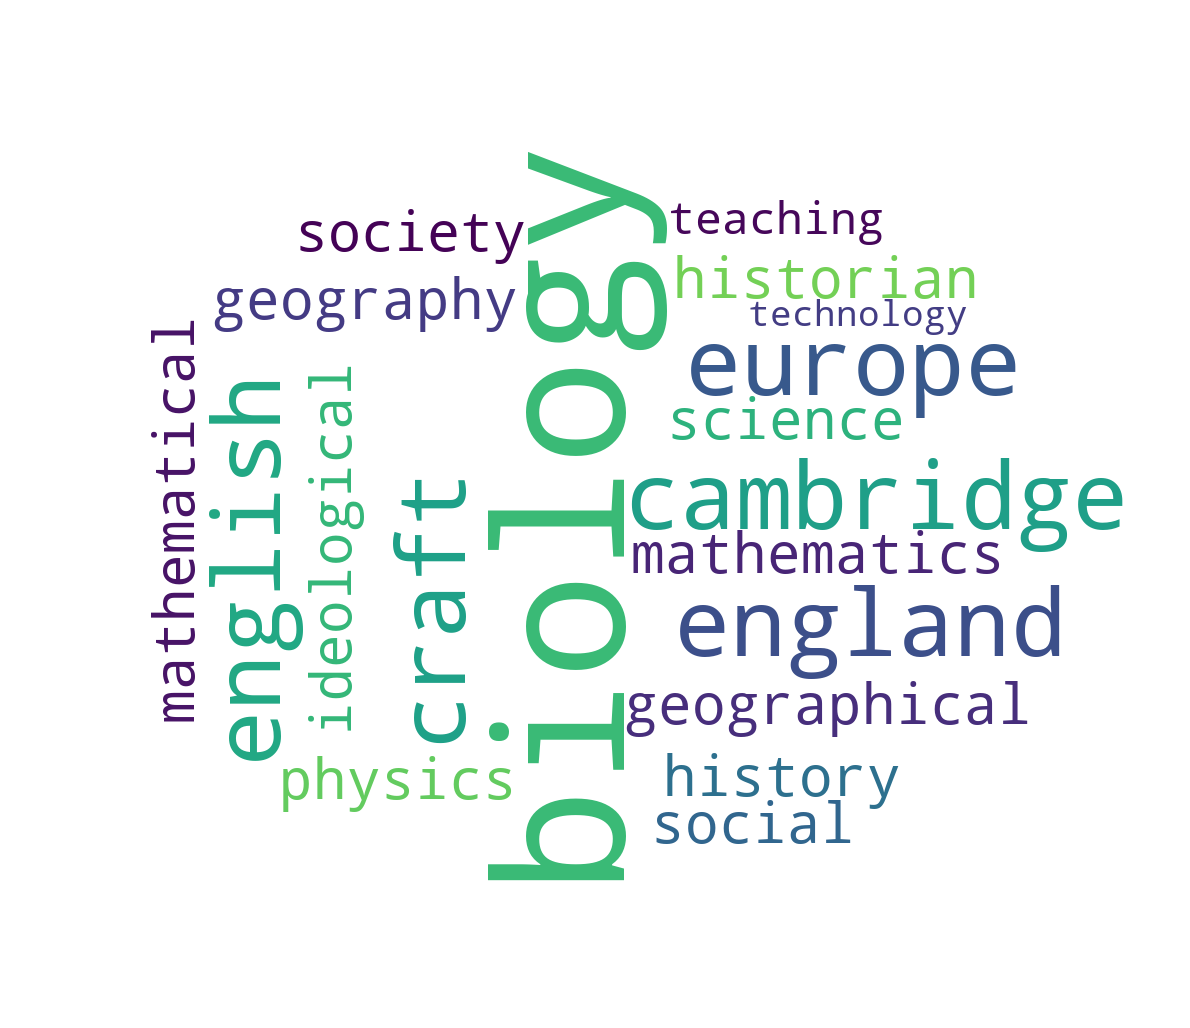 biology
society
teaching
geography
historian
technology
mathematical
english
ideological
europe
science
craft
cambridge
mathematics
england
geographical
physics
history
social